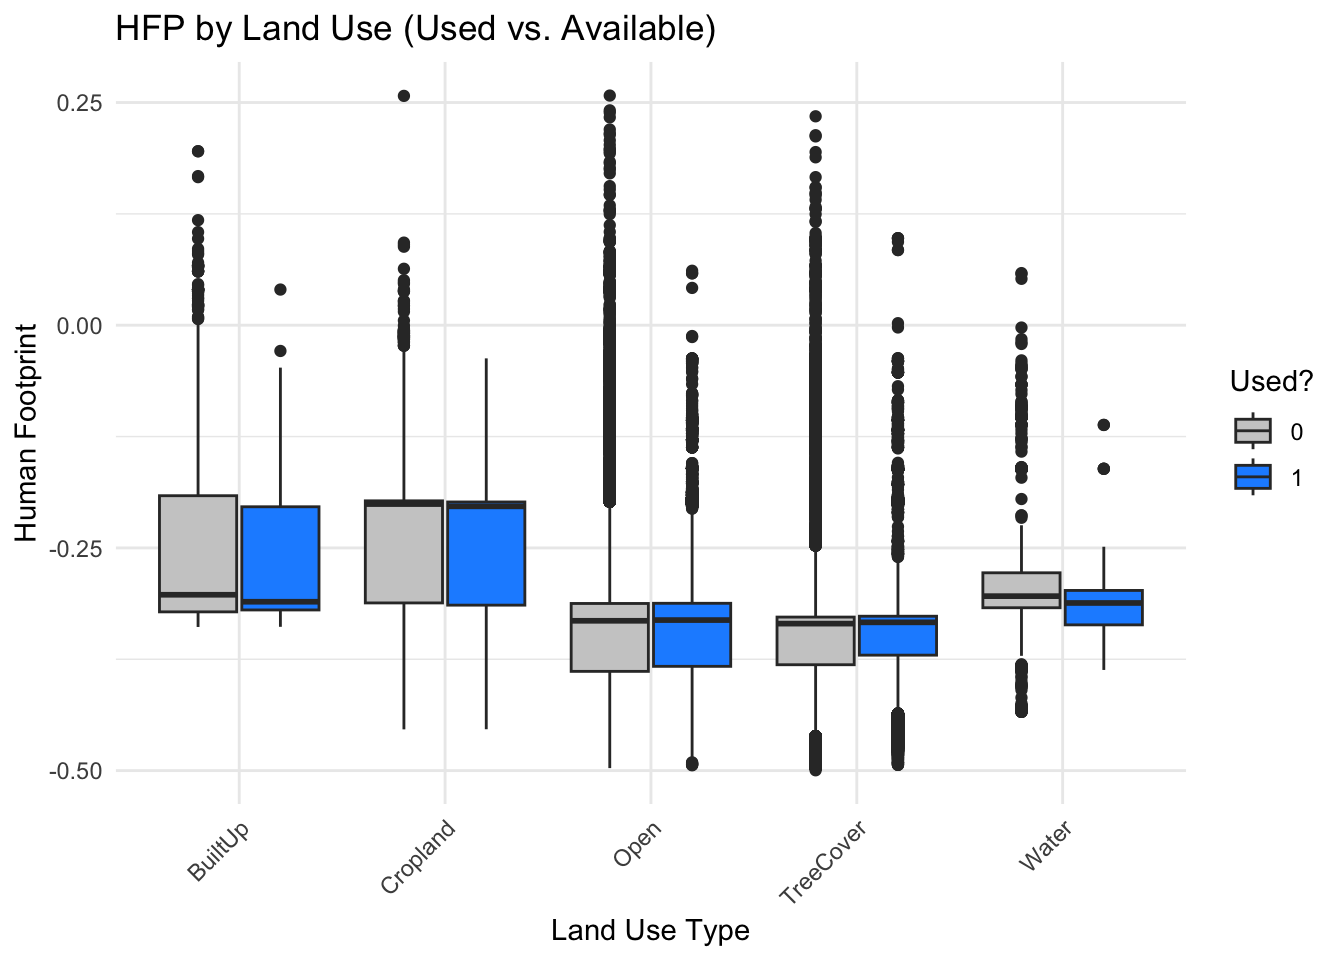 HFP by Land Use (Used vs. Available)
Human Footprint
0.25
0.00
-0.25
-0.50
BuiltUp
Cropland
Open
TreeCover
Water
Land Use Type
Used?
0
1